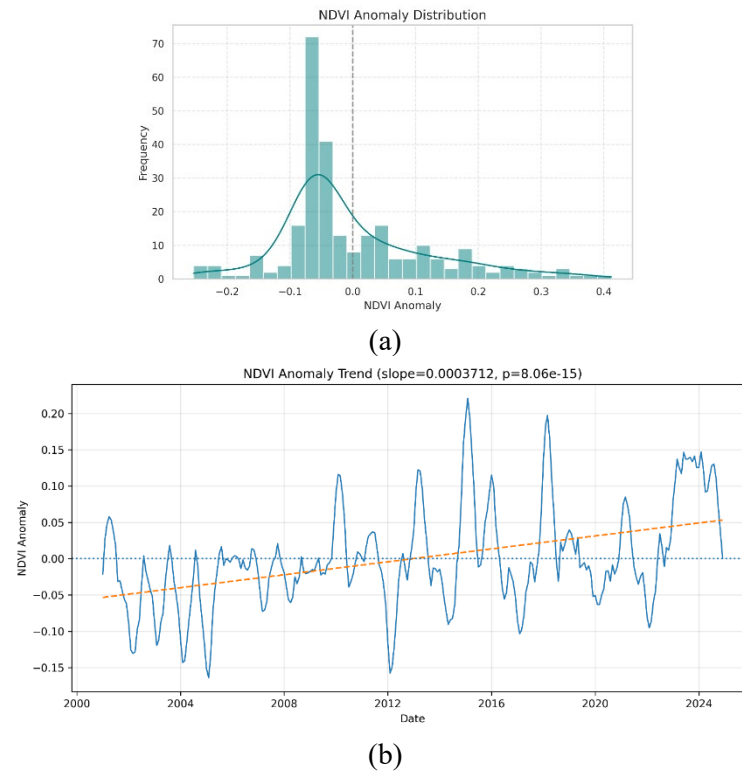 NDVI Anomaly Distribution
70
60
50
40
30
20
10
0
Frequency
−0.2 −0.1 0.0 0.1 0.2 0.3 0.4
NDVI Anomaly
(a)
NDVI Anomaly Trend (slope=0.0003712, p=8.06e-15)
0.20
0.15
0.10
0.05
0.00
−0.05
−0.10
−0.15
NDVI Anomaly
2000 2004 2008 2012 2016 2020 2024
Date
(b)